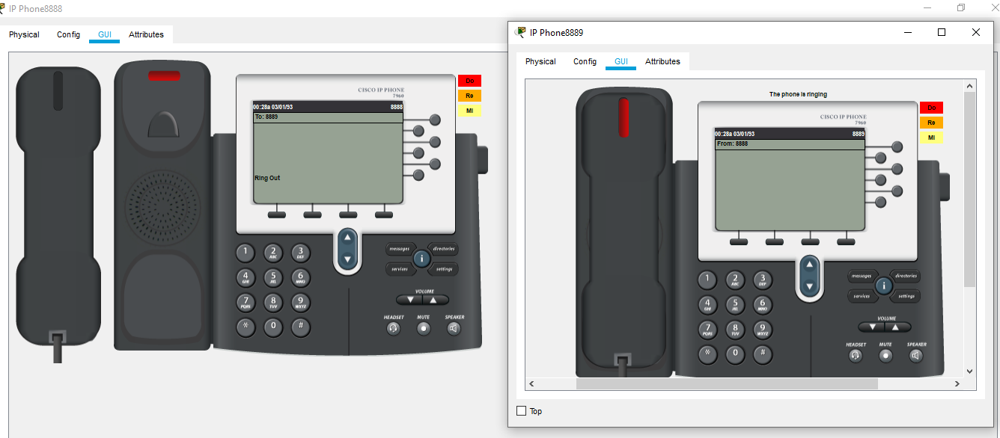 IP Phone8888
Physical Config GUI Attributes
CISCO IP PHONE
7960
00:28a 03/01/93 8888
To: 8889
Ring Out
Do
Re
MI
1 2 ABC 3 DEF
4 GHI 5 JKL 6 MNO
7 PQRS 8 TUV 9 WXYZ
* 0 #
messages directories
i
services settings
VOLUME
HEADSET MUTE SPEAKER
IP Phone8889
Physical Config GUI Attributes
The phone is ringing
CISCO IP PHONE
7960
00:28a 03/01/93 8889
From: 8888
Do
Re
MI
1 2 ABC 3 DEF
4 GHI 5 JKL 6 MNO
7 PQRS 8 TUV 9 WXYZ
* 0 #
messages directories
i
services settings
VOLUME
HEADSET MUTE SPEAKER
Top